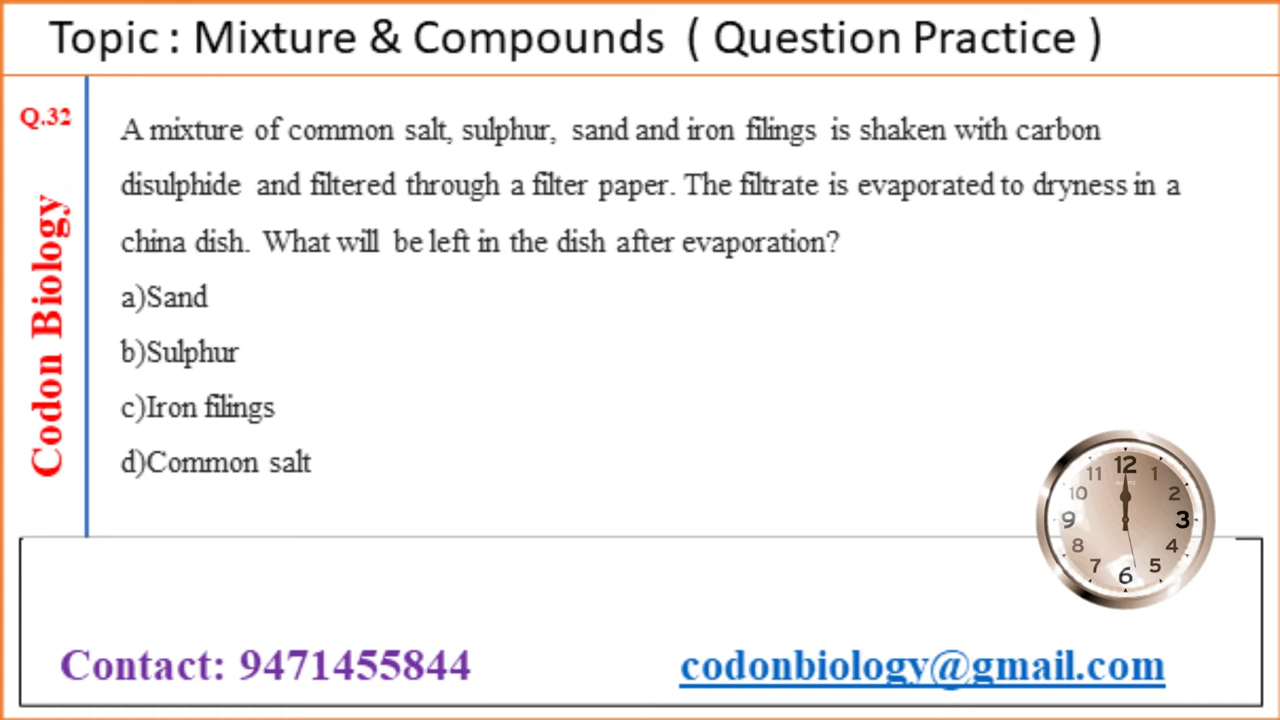 Topic : Mixture & Compounds ( Question Practice )
Q.32
Codon Biology
A mixture of common salt, sulphur, sand and iron filings is shaken with carbon
disulphide and filtered through a filter paper. The filtrate is evaporated to dryness in a
china dish. What will be left in the dish after evaporation?
a)Sand
b)Sulphur
c)Iron filings
d)Common salt
12
11 1
10 2
9 3
8 4
7 5
6
Contact: 9471455844 codonbiology@gmail.com